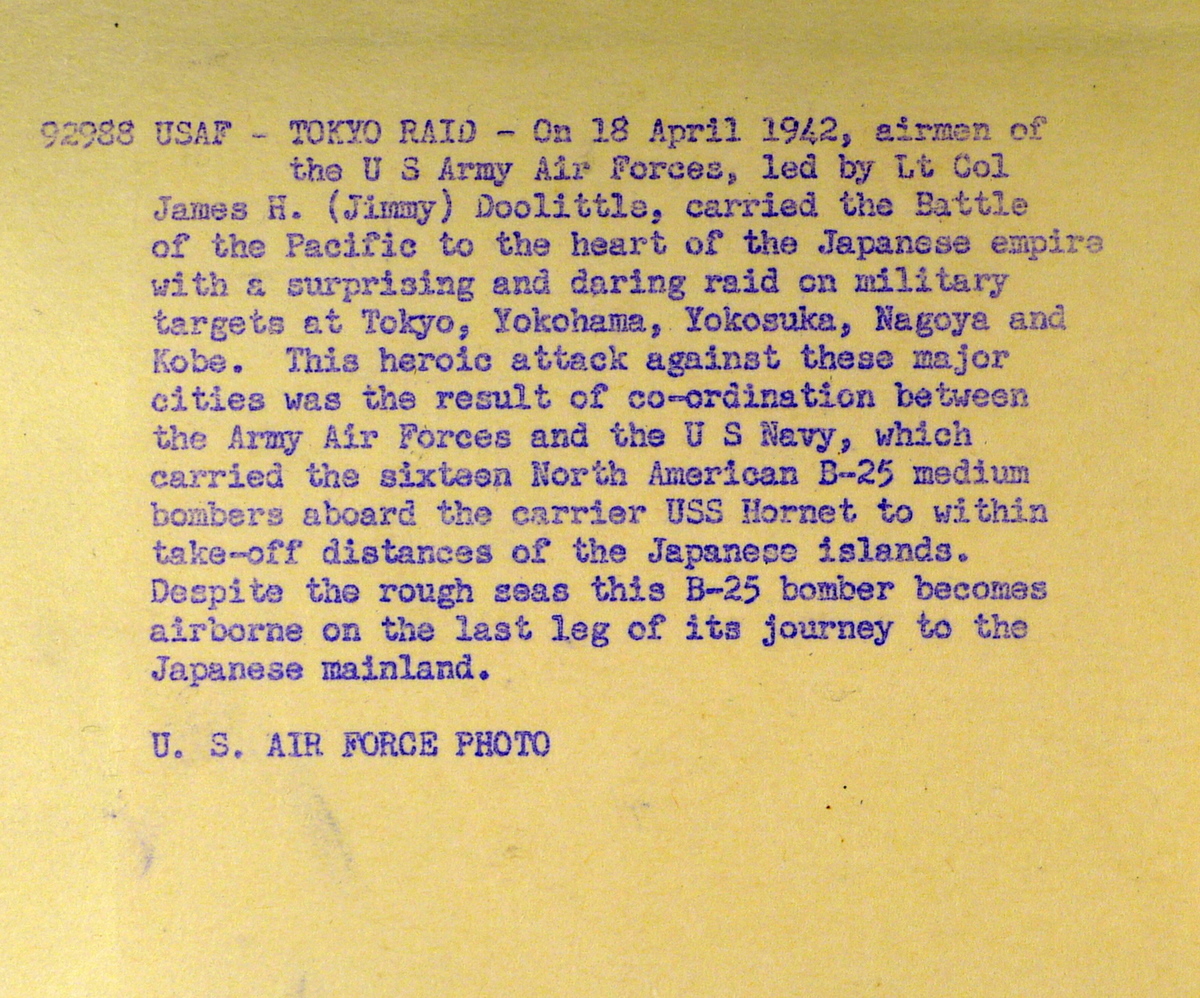 92988 USAF - TOKYO RAID - On 18 April 1942, airmen of
the U S Army Air Forces, led by Lt Col
James H. (Jimmy) Doolittle, carried the Battle
of the Pacific to the heart of the Japanese empire
with a surprising and daring raid on military
targets at Tokyo, Yokohama, Yokosuka, Nagoya and
Kobe. This heroic attack against these major
cities was the result of co-ordination between
the Army Air Forces and the U S Navy, which
carried the sixteen North American B-25 medium
bombers aboard the carrier USS Hornet to within
take-off distances of the Japanese islands.
Despite the rough seas this B-25 bomber becomes
airborne on the last leg of its journey to the
Japanese mainland.
U. S. AIR FORCE PHOTO